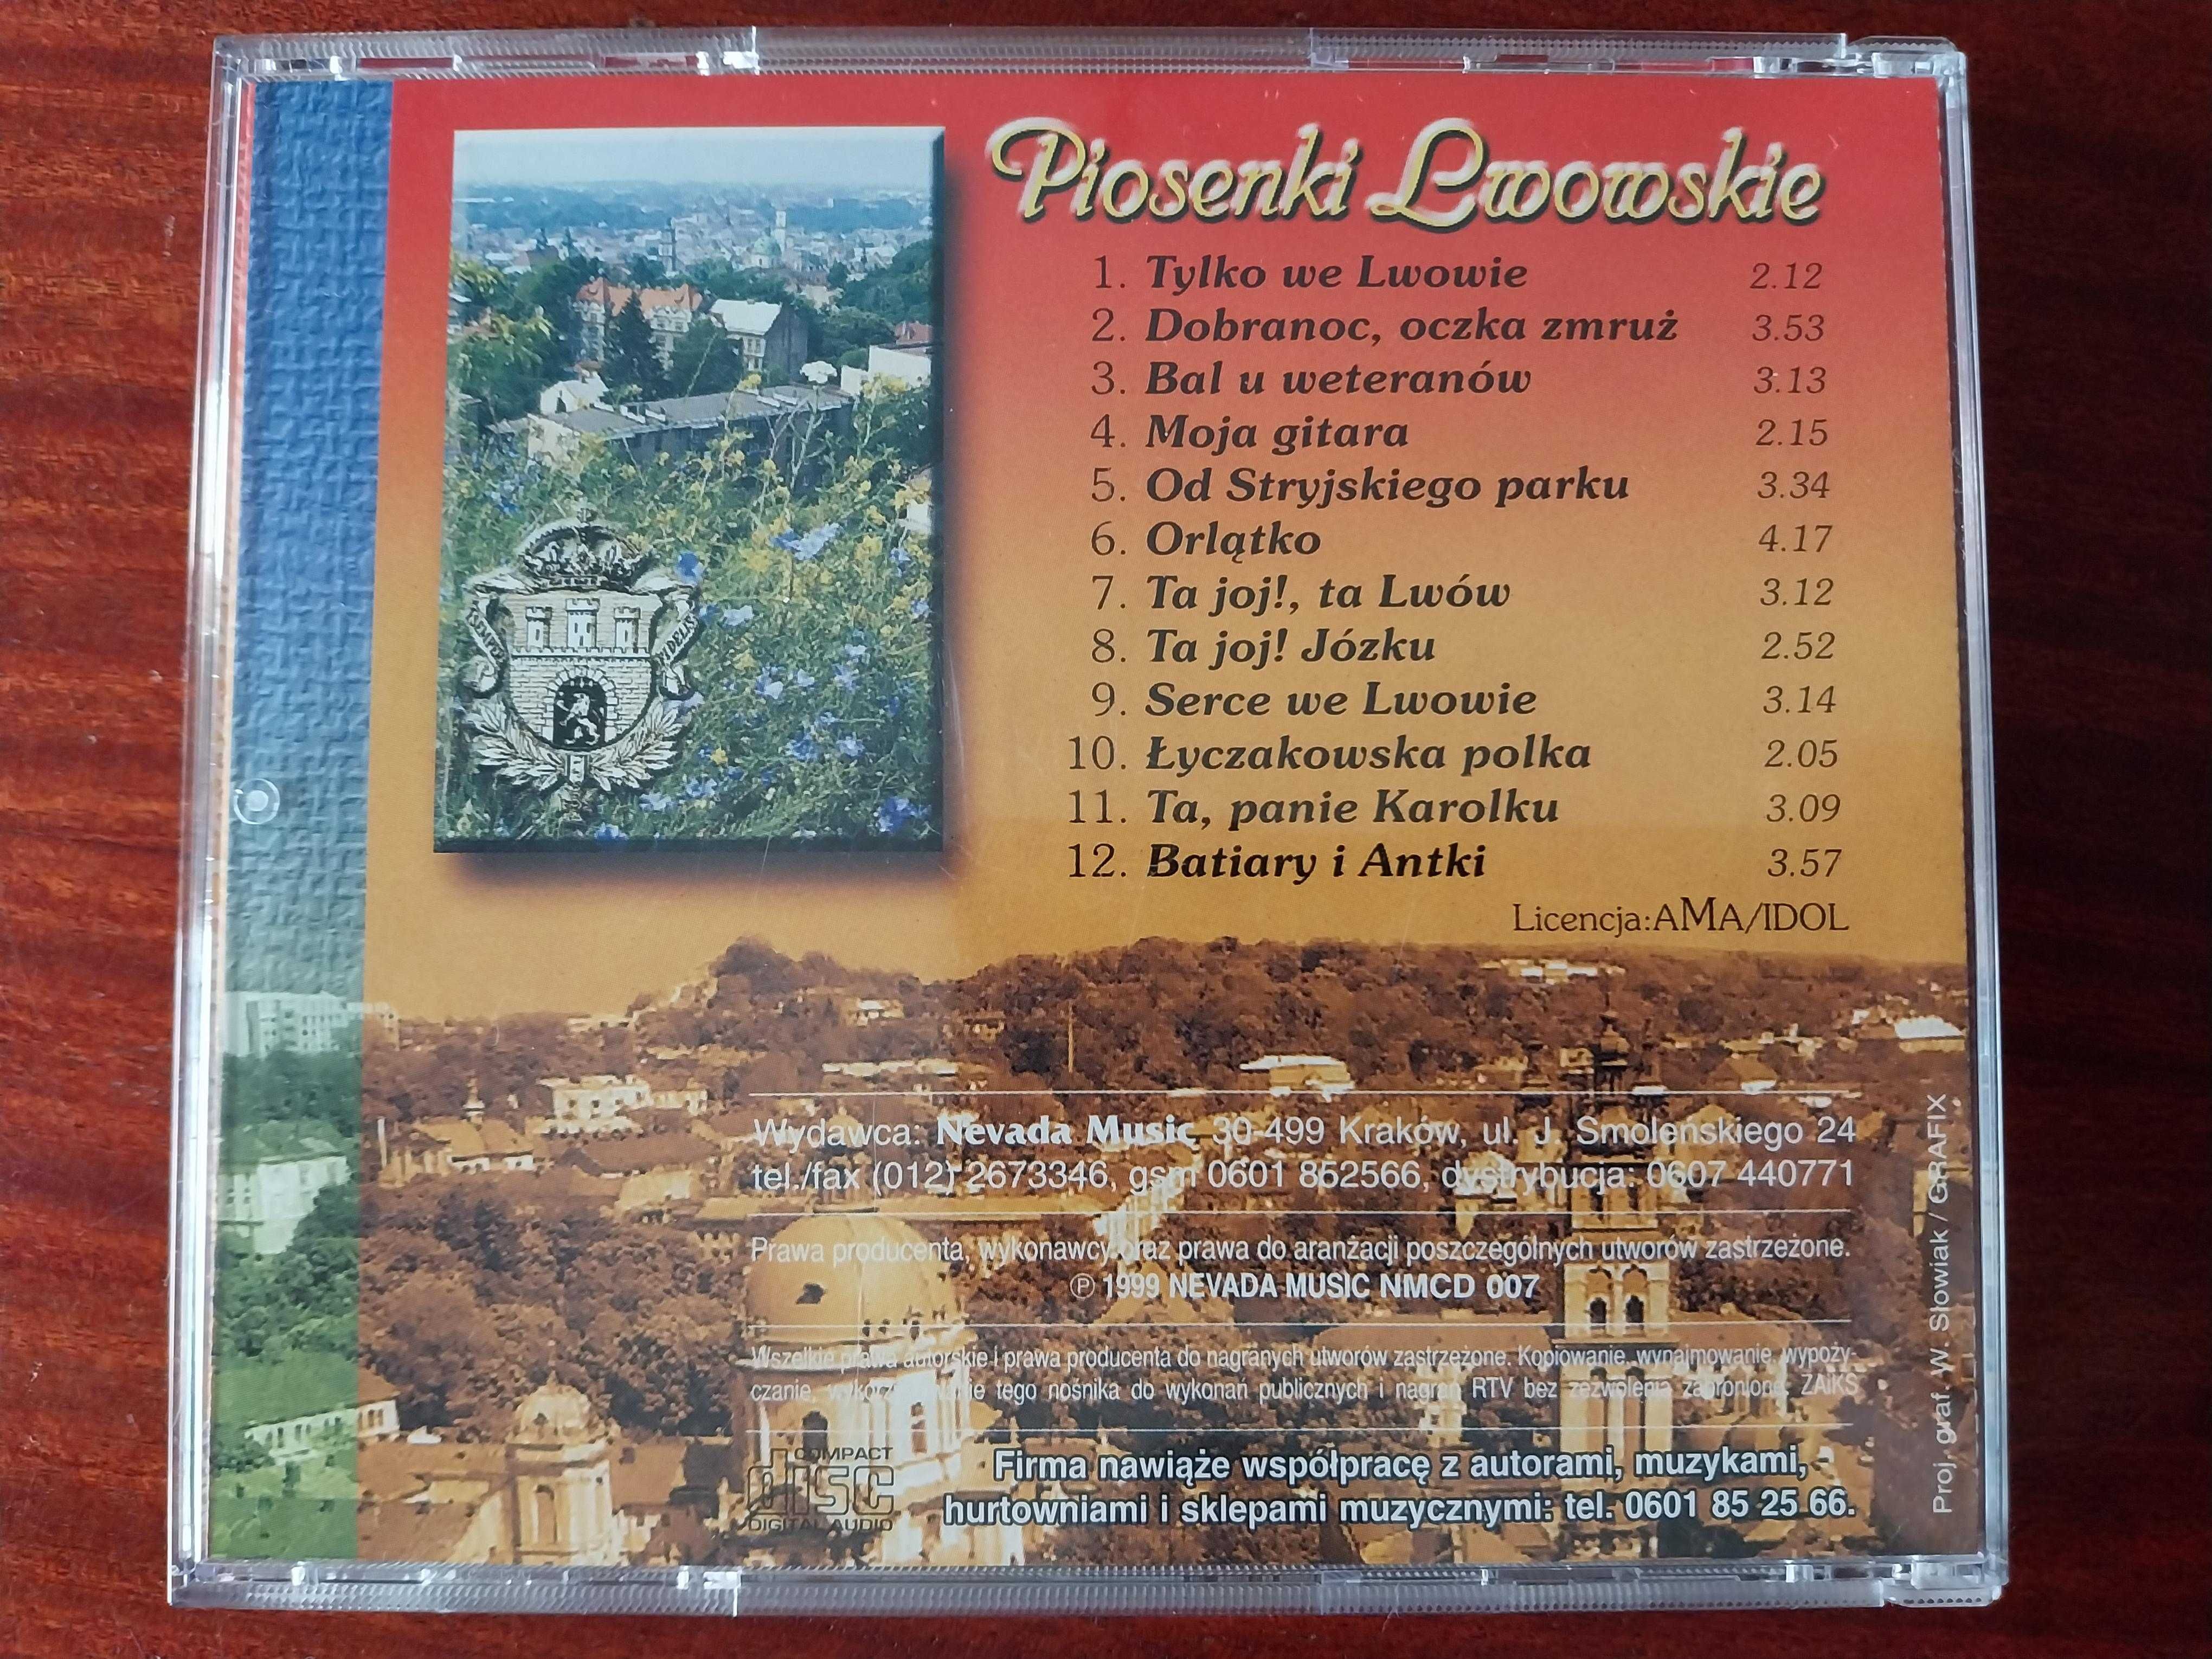 Piosenki Lwowskie
1. Tylko we Lwowie 2.12
2. Dobranoc, oczka zmruż 3.53
3. Bal u weteranów 3.13
4. Moja gitara 2.15
5. Od Stryjskiego parku 3.34
6. Orlątko 4.17
7. Ta joj!, ta Lwów 3.12
8. Ta joj! Józku 2.52
9. Serce we Lwowie 3.14
10. Łyczakowska polka 2.05
11. Ta, panie Karolku 3.09
12. Batiary i Antki 3.57
Licencja:AMA/IDOL
SEMPER FIDELIS
Wydawca: Nevada Music 30-499 Kraków, ul. J. Smoleńskiego 24
tel./fax (012) 2673346, gsm 0601 852566, dystrybucja: 0607 440771
Prawa producenta, wykonawcy oraz prawa do aranżacji poszczególnych utworów zastrzeżone.
℗ 1999 NEVADA MUSIC NMCD 007
Wszelkie prawa autorskie i prawa producenta do nagranych utworów zastrzeżone. Kopiowanie, wynajmowanie, wypoży-
czanie, wykorzystywanie tego nośnika do wykonań publicznych i nagrań RTV bez zezwolenia zabronione. ZAiKS
COMPACT
disc
DIGITAL AUDIO
Firma nawiąże współpracę z autorami, muzykami,
hurtowniami i sklepami muzycznymi: tel. 0601 85 25 66.
Proj. graf. W. Słowiak / GRAFIX